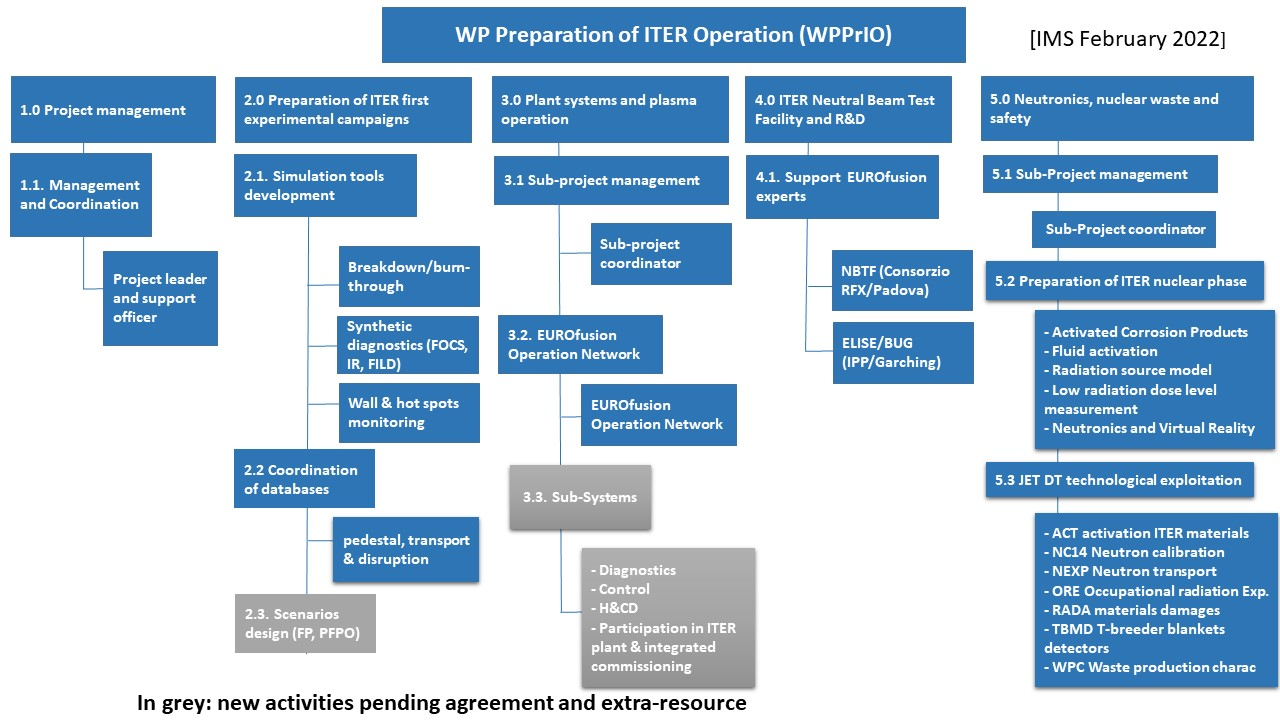 WP Preparation of ITER Operation (WPPrIO)
[IMS February 2022]
1.0 Project management
1.1. Management
and Coordination
Project leader
and support
officer
2.0 Preparation of ITER first
experimental campaigns
2.1. Simulation tools
development
Breakdown/burn-
through
Synthetic
diagnostics (FOCS,
IR, FILD)
Wall & hot spots
monitoring
2.2 Coordination
of databases
pedestal, transport
& disruption
2.3. Scenarios
design (FP, PFPO)
3.0 Plant systems and plasma
operation
3.1 Sub-project management
Sub-project
coordinator
3.2. EUROfusion
Operation Network
EUROfusion
Operation Network
3.3. Sub-Systems
- Diagnostics
- Control
- H&CD
- Participation in ITER
plant & integrated
commissioning
4.0 ITER Neutral Beam Test
Facility and R&D
4.1. Support EUROfusion
experts
NBTF (Consorzio
RFX/Padova)
ELISE/BUG
(IPP/Garching)
5.0 Neutronics, nuclear waste and
safety
5.1 Sub-Project management
Sub-Project coordinator
5.2 Preparation of ITER nuclear phase
- Activated Corrosion Products
- Fluid activation
- Radiation source model
- Low radiation dose level
measurement
- Neutronics and Virtual Reality
5.3 JET DT technological exploitation
- ACT activation ITER materials
- NC14 Neutron calibration
- NEXP Neutron transport
- ORE Occupational radiation Exp.
- RADA materials damages
- TBMD T-breeder blankets
detectors
- WPC Waste production charac
In grey: new activities pending agreement and extra-resource